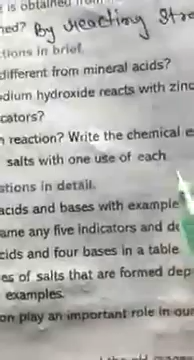 is obtained from
ned? By reacting
tions in brief.
different from mineral acids?
dium hydroxide reacts with zinc
cators?
reaction? Write the chemical e
salts with one use of each
stions in detail.
acids and bases with example
ame any five indicators and de
cids and four bases in a table
es of salts that are formed dep
examples.
on play an important role in our